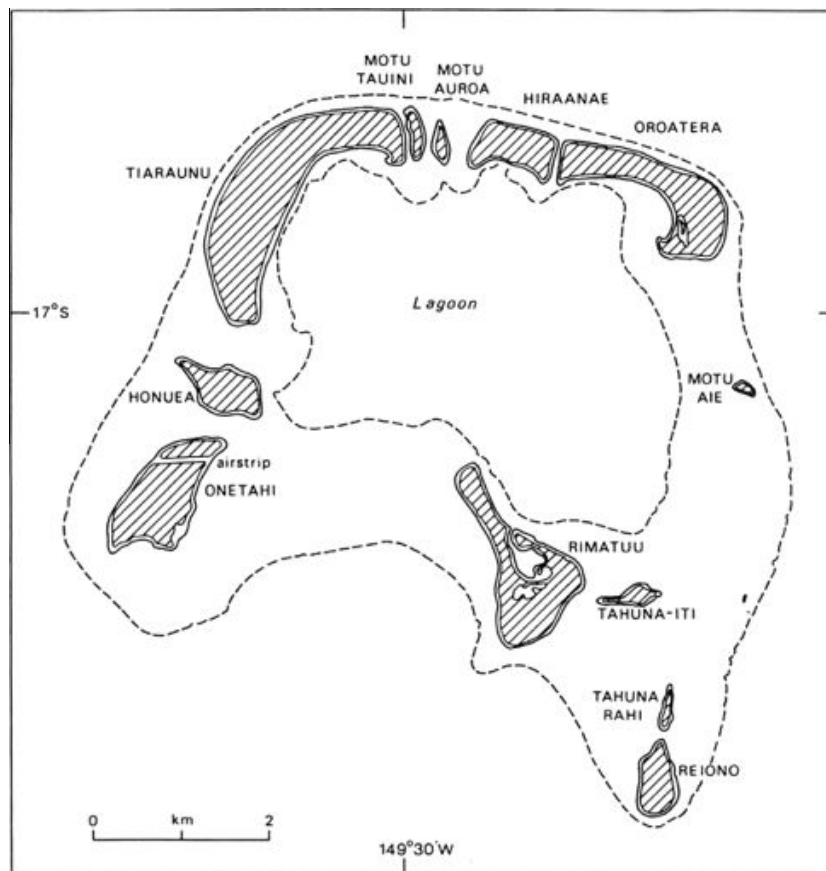 MOTU
TAUINI
MOTU
AUROA
HIRAANAE
OROATERA
TIARAUNU
17°S
Lagoon
HONUEA
MOTU
AIE
airstrip
ONETAHI
RIMATUU
TAHUNA-ITI
TAHUNA
RAHI
REIONO
0 km 2
149°30'W